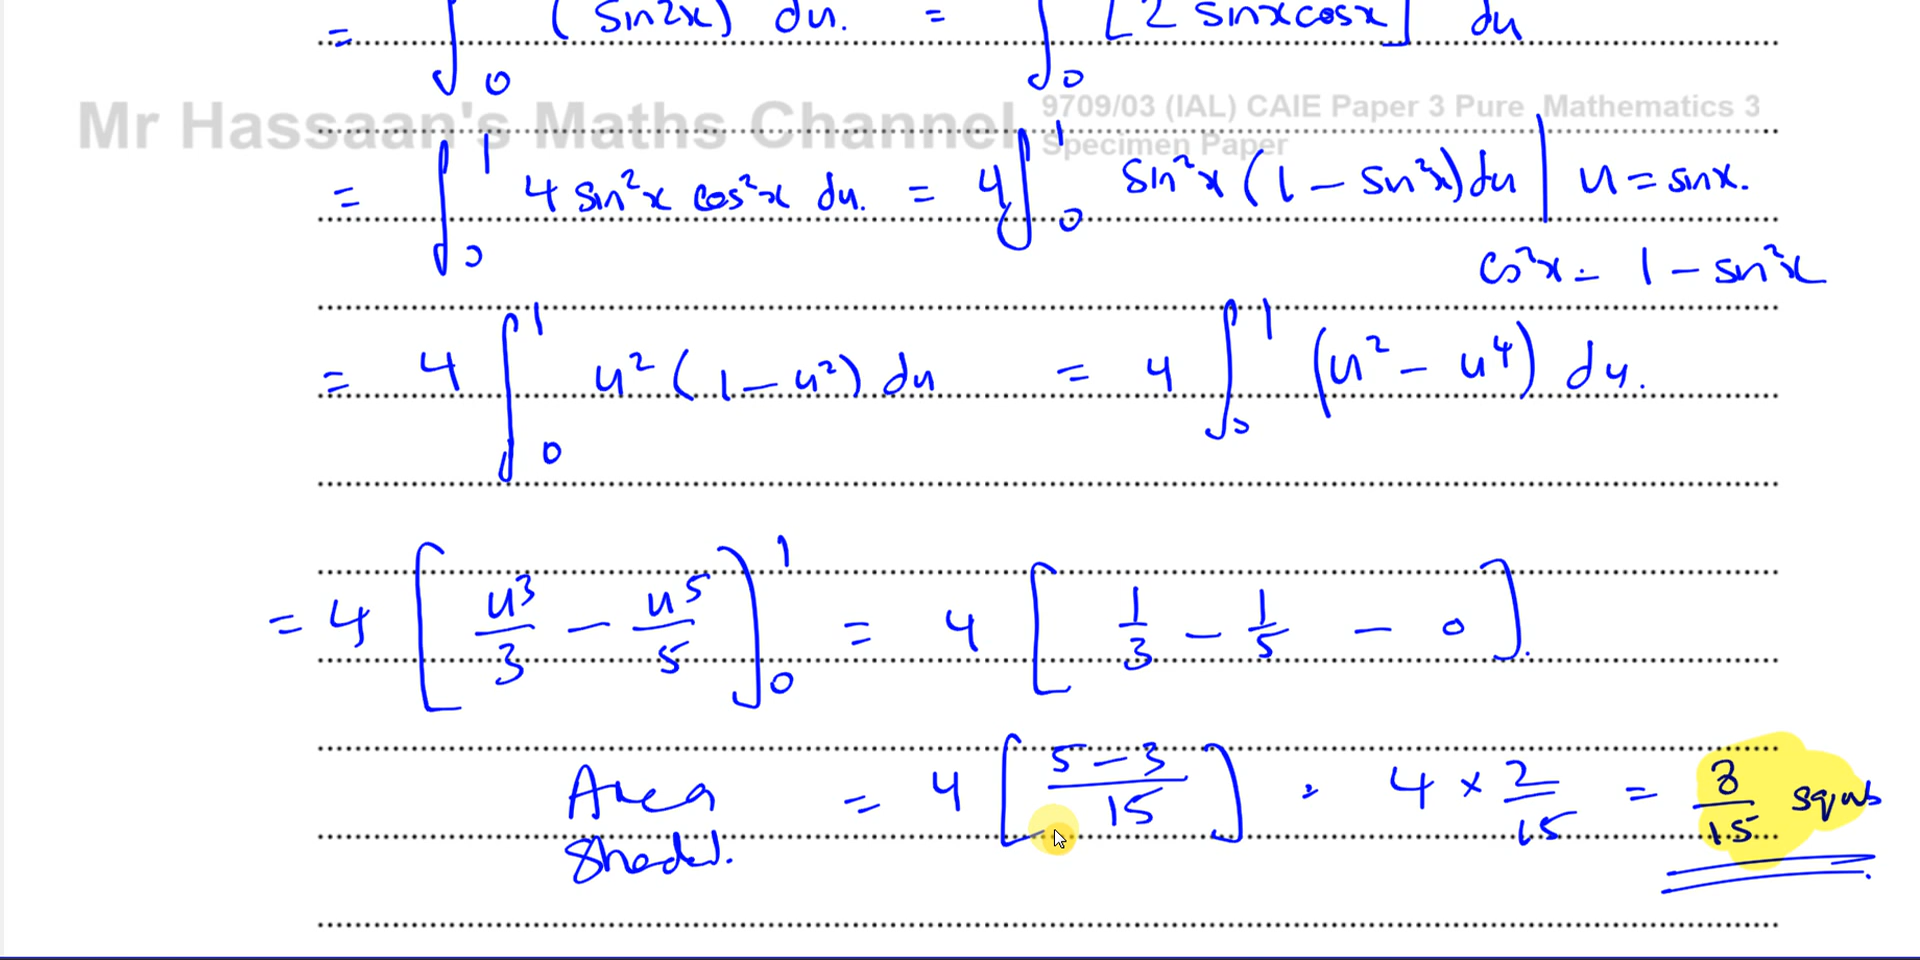 = ∫₀ (sin2x) du. = ∫₀ [2 sinxcosx] du
Mr Hassaan's Maths Channel 9709/03 (IAL) CAIE Paper 3 Pure Mathematics 3
Specimen Paper
= ∫₀¹ 4 sin²x cos²x du. = 4∫₀¹ sin²x (1 - sin²x) du | u = sinx.
cos²x = 1 - sin²x
= 4 ∫₀¹ u² (1 - u²) du = 4 ∫₀¹ (u² - u⁴) du.
= 4 [u³/3 - u⁵/5]₀¹ = 4 [1/3 - 1/5 - 0].
Area = 4 [5-3/15] = 4 × 2/15 = 8/15 sq units
Shaded.